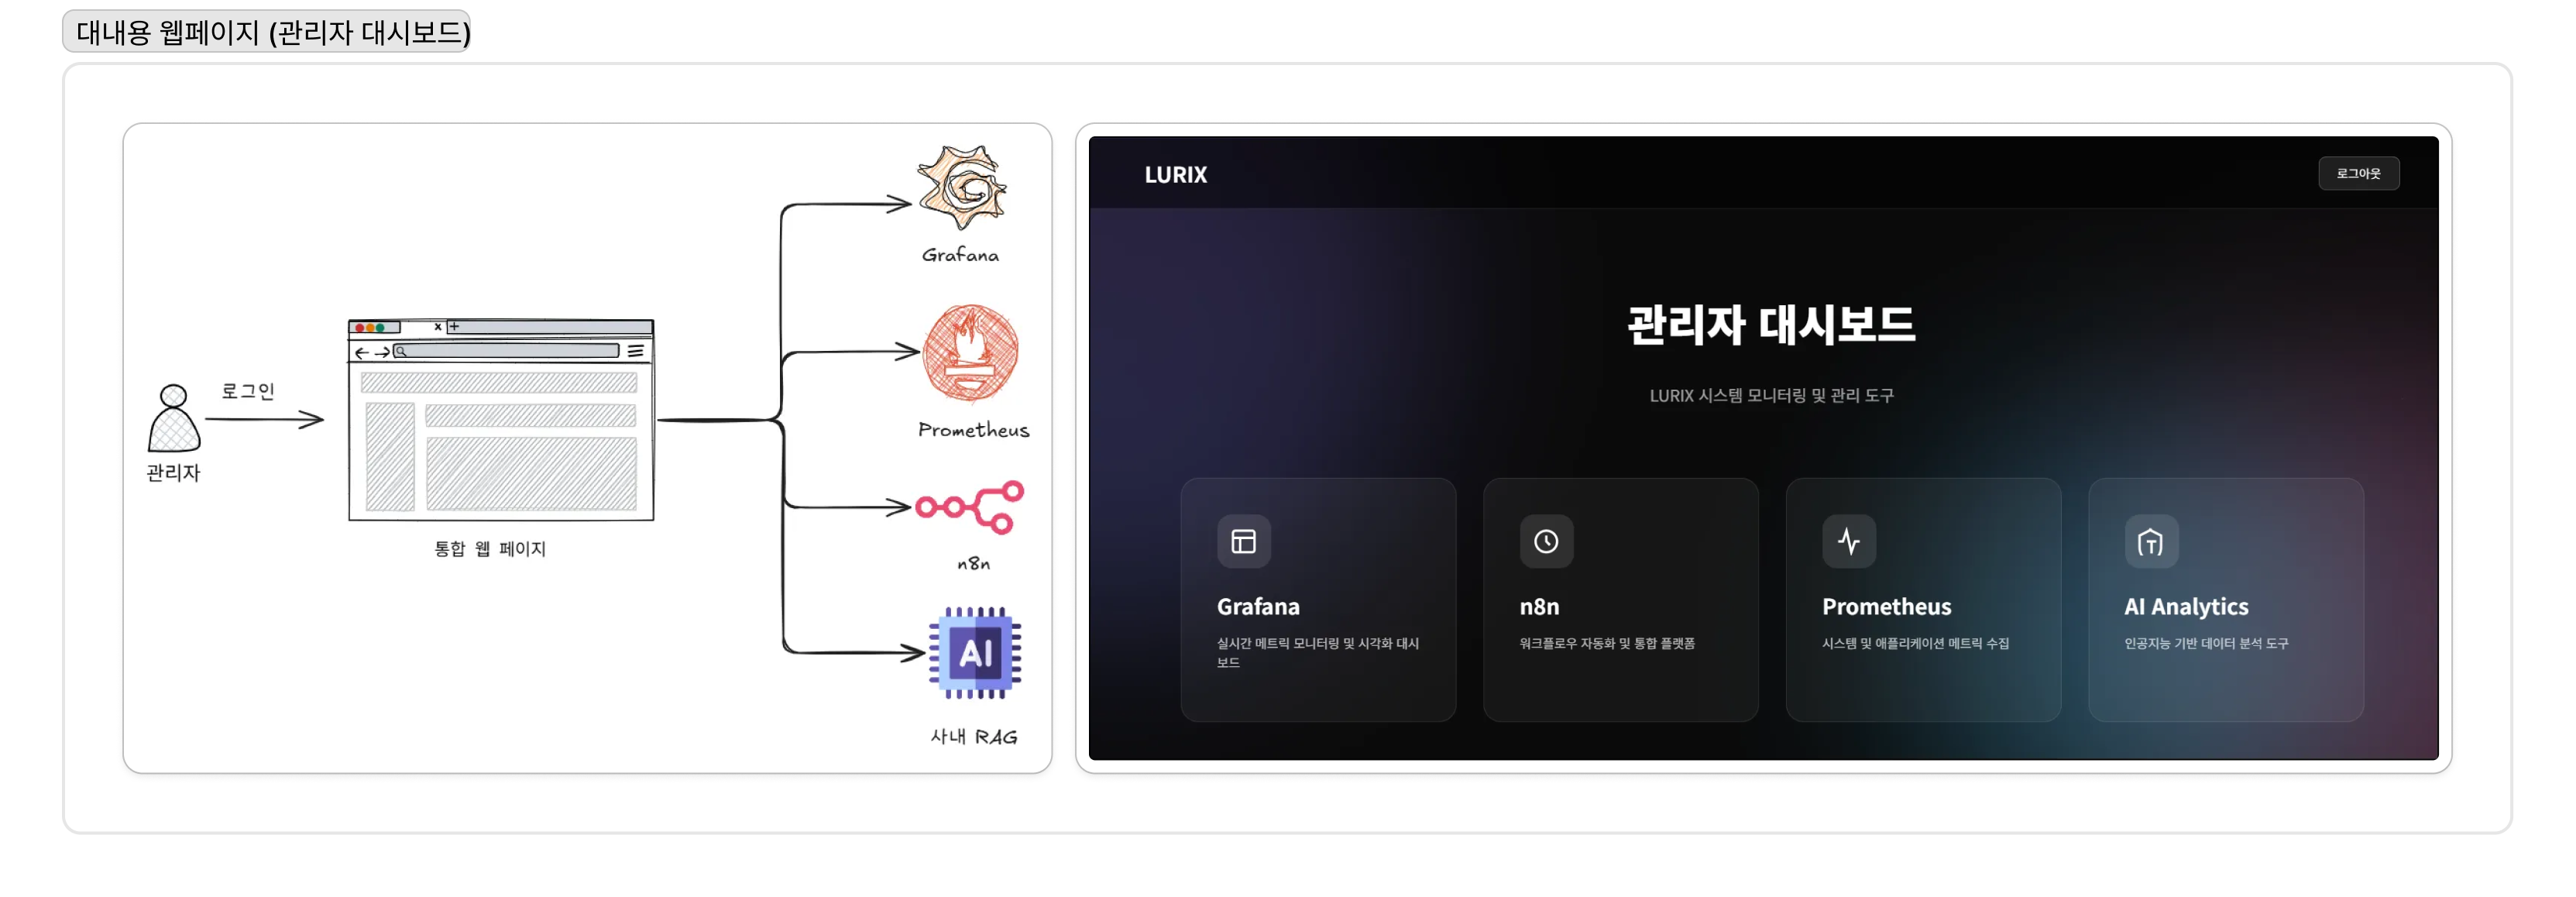 대내용 웹페이지 (관리자 대시보드)
Grafana
Prometheus
로그인
관리자
통합 웹 페이지
n8n
AI
사내 RAG
LURIX
로그아웃
관리자 대시보드
LURIX 시스템 모니터링 및 관리 도구
Grafana
실시간 메트릭 모니터링 및 시각화 대시
보드
n8n
워크플로우 자동화 및 통합 플랫폼
Prometheus
시스템 및 애플리케이션 메트릭 수집
AI Analytics
인공지능 기반 데이터 분석 도구